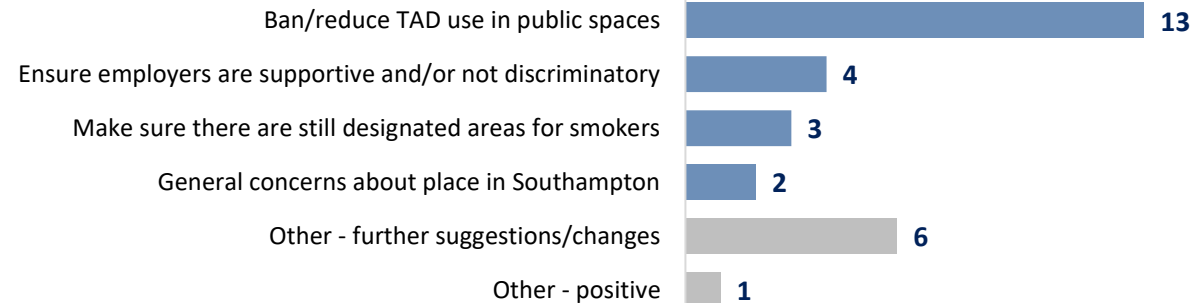 Ban/reduce TAD use in public spaces 13
Ensure employers are supportive and/or not discriminatory 4
Make sure there are still designated areas for smokers 3
General concerns about place in Southampton 2
Other - further suggestions/changes 6
Other - positive 1